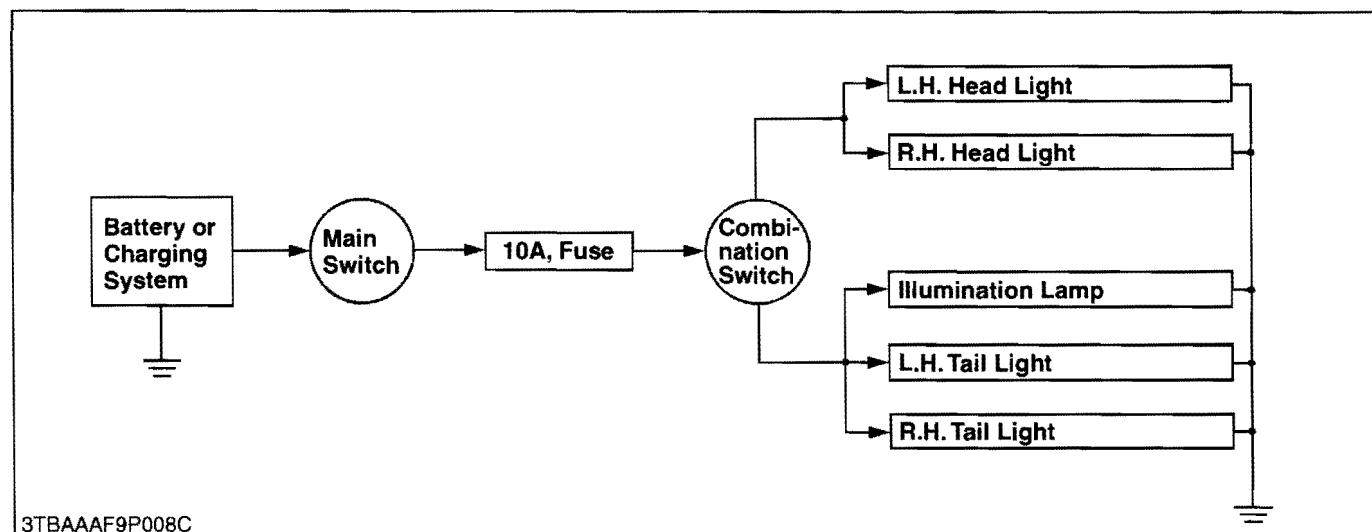 L.H. Head Light
R.H. Head Light
Battery or
Charging
System
Main
Switch
10A, Fuse
Combi-
nation
Switch
Illumination Lamp
L.H. Tail Light
R.H. Tail Light
3TBAAAF9P008C